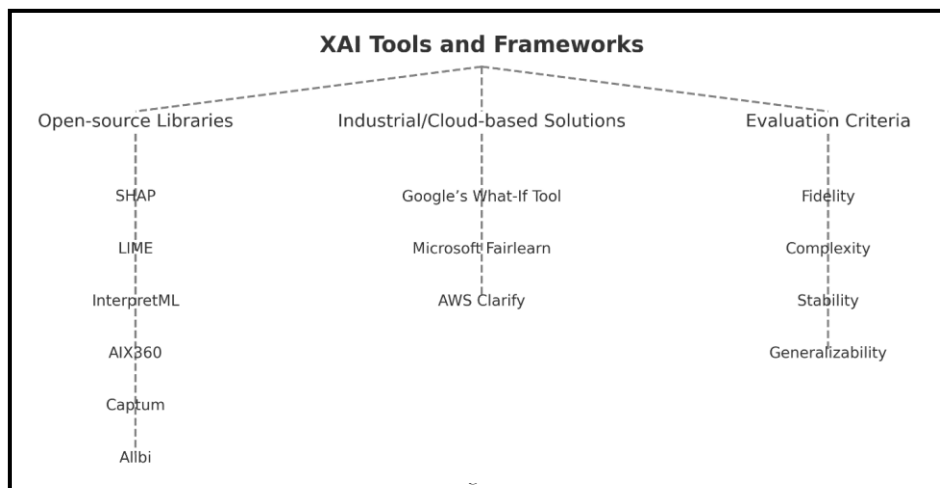 XAI Tools and Frameworks
Open-source Libraries
SHAP
LIME
InterpretML
AIX360
Captum
Alibi
Industrial/Cloud-based Solutions
Google’s What-If Tool
Microsoft Fairlearn
AWS Clarify
Evaluation Criteria
Fidelity
Complexity
Stability
Generalizability